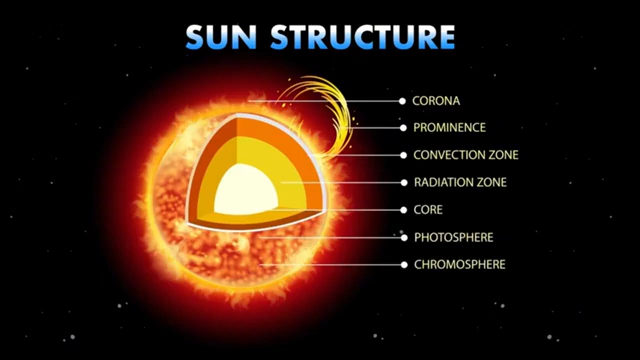 SUN STRUCTURE
CORONA
PROMINENCE
CONVECTION ZONE
RADIATION ZONE
CORE
PHOTOSPHERE
CHROMOSPHERE